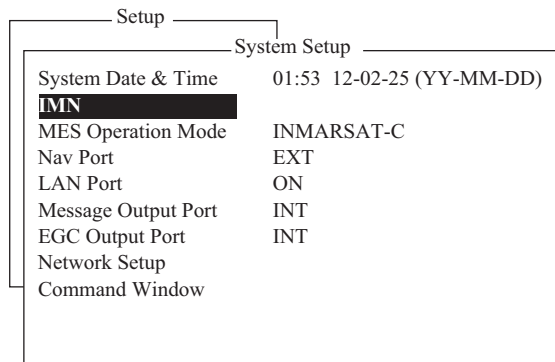 Setup
System Setup
System Date & Time 01:53 12-02-25 (YY-MM-DD)
IMN
MES Operation Mode INMARSAT-C
Nav Port EXT
LAN Port ON
Message Output Port INT
EGC Output Port INT
Network Setup
Command Window